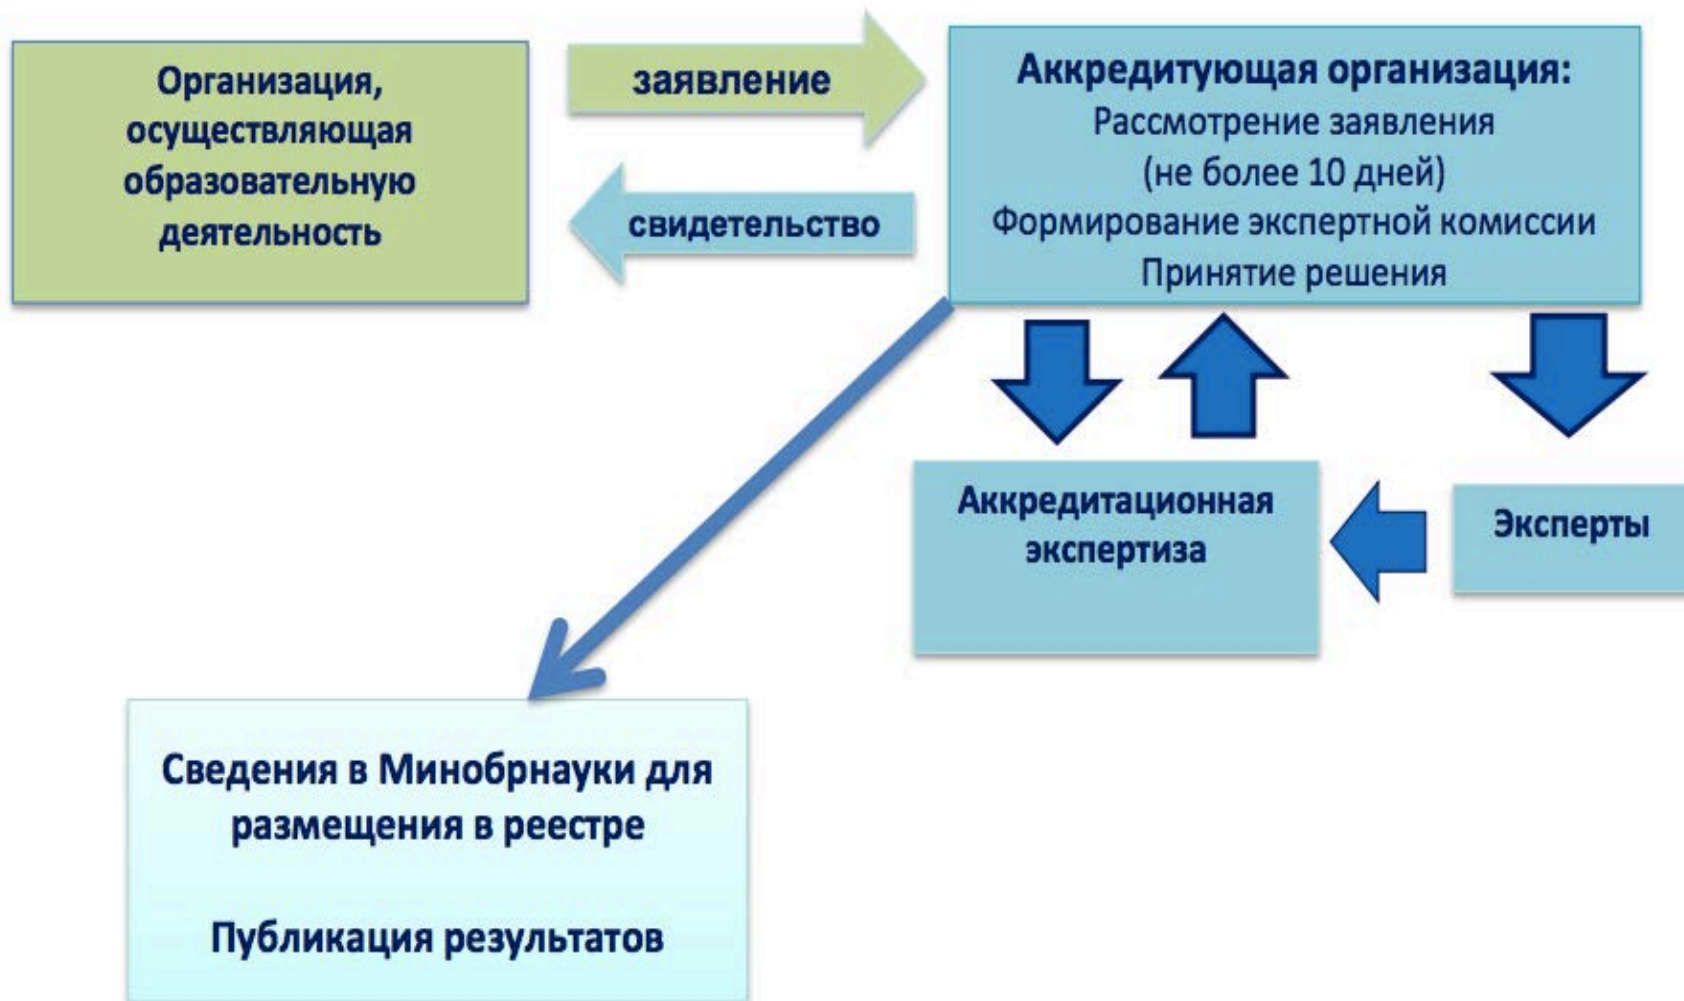 Организация,
осуществляющая
образовательную
деятельность
заявление
свидетельство
Аккредитующая организация:
Рассмотрение заявления
(не более 10 дней)
Формирование экспертной комиссии
Принятие решения
Аккредитационная
экспертиза
Эксперты
Сведения в Минобрнауки для
размещения в реестре
Публикация результатов